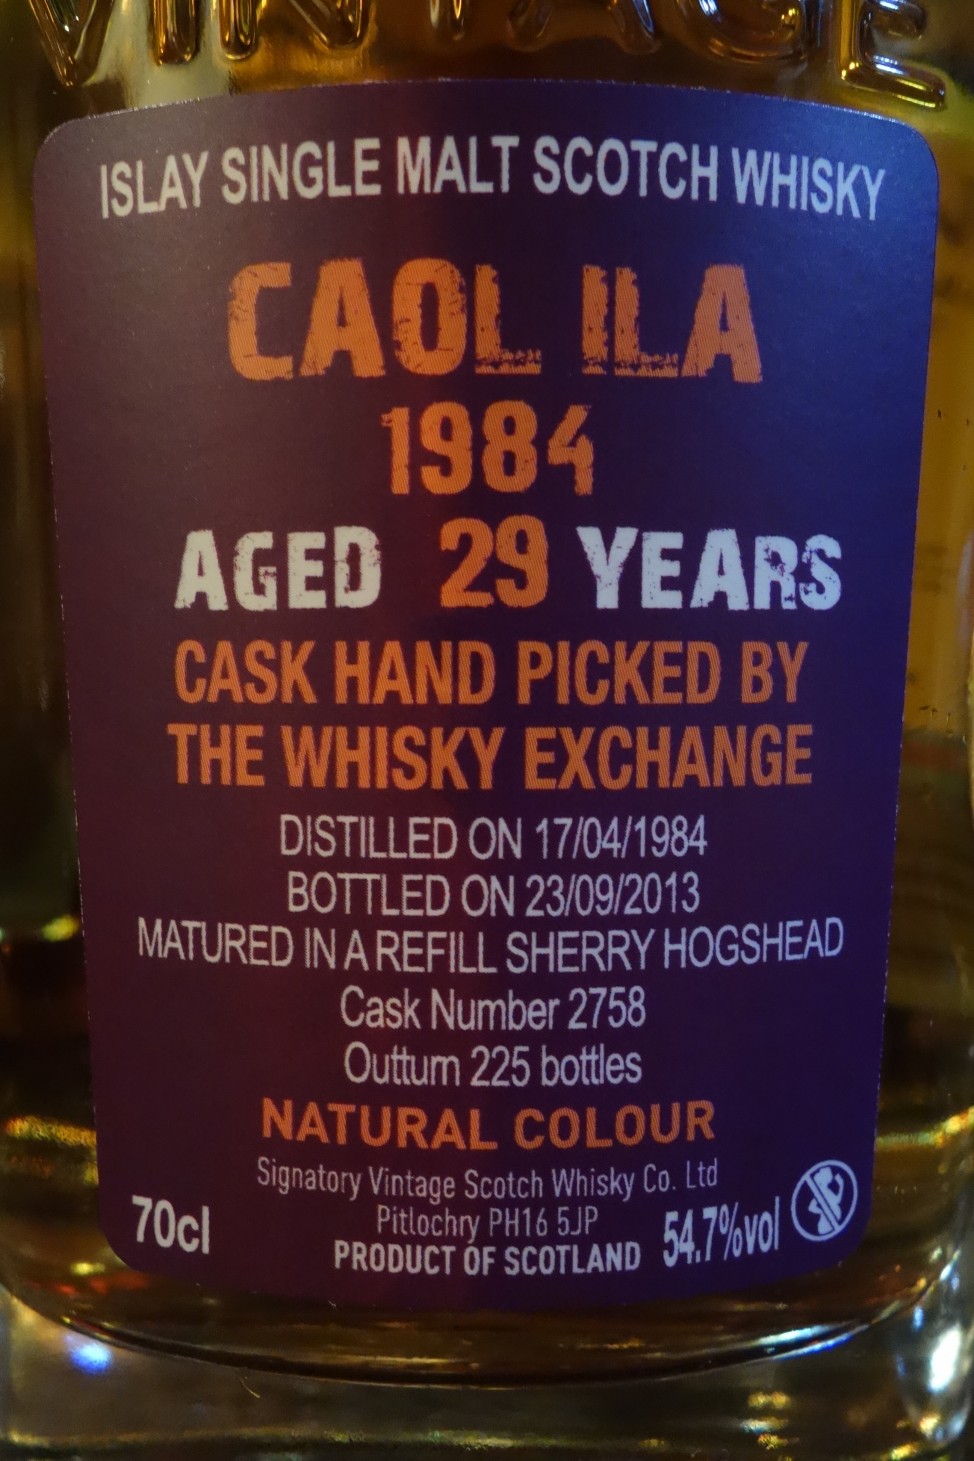 VINTAGE
ISLAY SINGLE MALT SCOTCH WHISKY
CAOL ILA
1984
AGED 29 YEARS
CASK HAND PICKED BY
THE WHISKY EXCHANGE
DISTILLED ON 17/04/1984
BOTTLED ON 23/09/2013
MATURED IN A REFILL SHERRY HOGSHEAD
Cask Number 2758
Outturn 225 bottles
NATURAL COLOUR
Signatory Vintage Scotch Whisky Co. Ltd
Pitlochry PH16 5JP
70cl PRODUCT OF SCOTLAND 54.7%vol